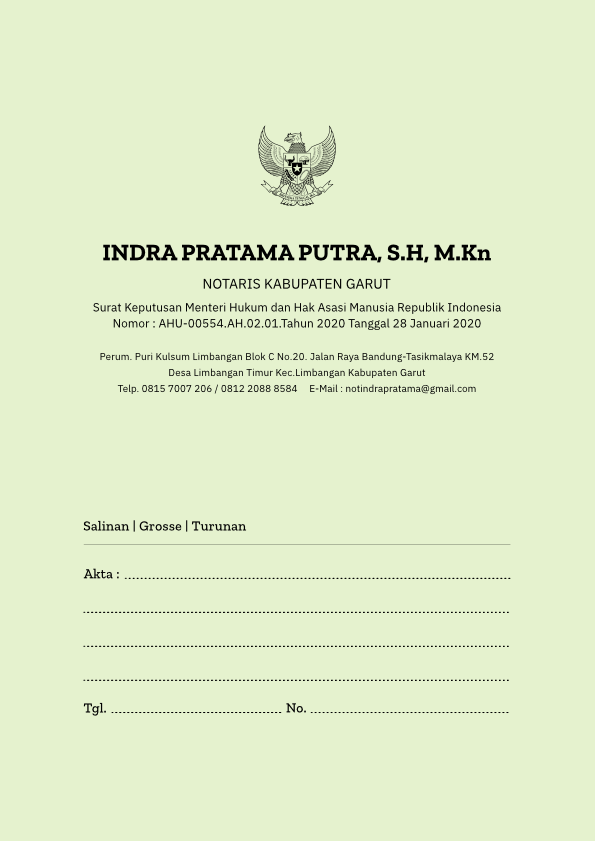 INDRA PRATAMA PUTRA, S.H, M.Kn
NOTARIS KABUPATEN GARUT
Surat Keputusan Menteri Hukum dan Hak Asasi Manusia Republik Indonesia
Nomor : AHU-00554.AH.02.01.Tahun 2020 Tanggal 28 Januari 2020
Perum. Puri Kulsum Limbangan Blok C No.20. Jalan Raya Bandung-Tasikmalaya KM.52
Desa Limbangan Timur Kec.Limbangan Kabupaten Garut
Telp. 0815 7007 206 / 0812 2088 8584 E-Mail : notindrapratama@gmail.com
Salinan | Grosse | Turunan
Akta :
Tgl. No.